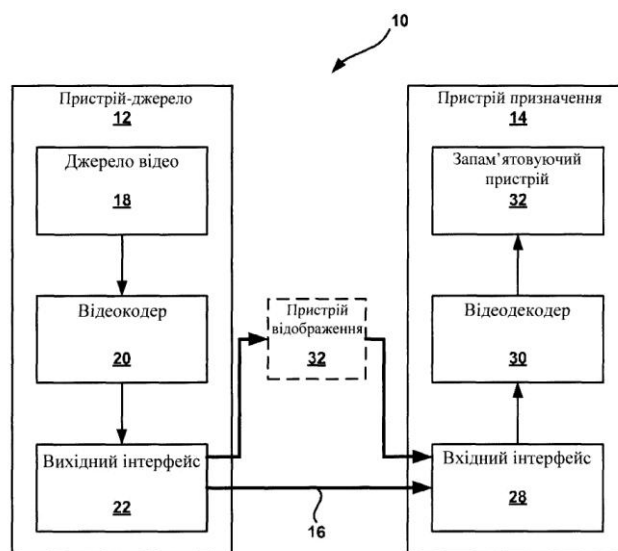 10
Пристрій-джерело
12
Джерело відео
18
Відеокодер
20
Вихідний інтерфейс
22
Пристрій
відображення
32
16
Пристрій призначення
14
Запам’ятовуючий
пристрій
32
Відеодекодер
30
Вхідний інтерфейс
28